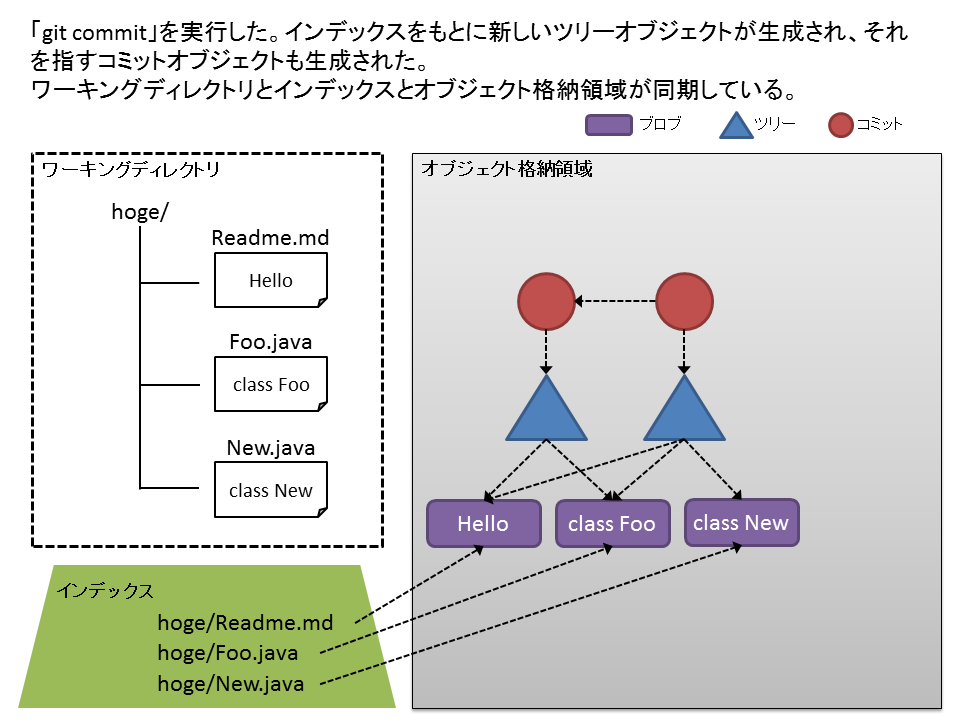 「git commit」を実行した。インデックスをもとに新しいツリーオブジェクトが生成され、それ
を指すコミットオブジェクトも生成された。
ワーキングディレクトリとインデックスとオブジェクト格納領域が同期している。
ブロブ
ツリー
コミット
ワーキングディレクトリ
hoge/
Readme.md
Hello
Foo.java
class Foo
New.java
class New
オブジェクト格納領域
Hello
class Foo
class New
インデックス
hoge/Readme.md
hoge/Foo.java
hoge/New.java